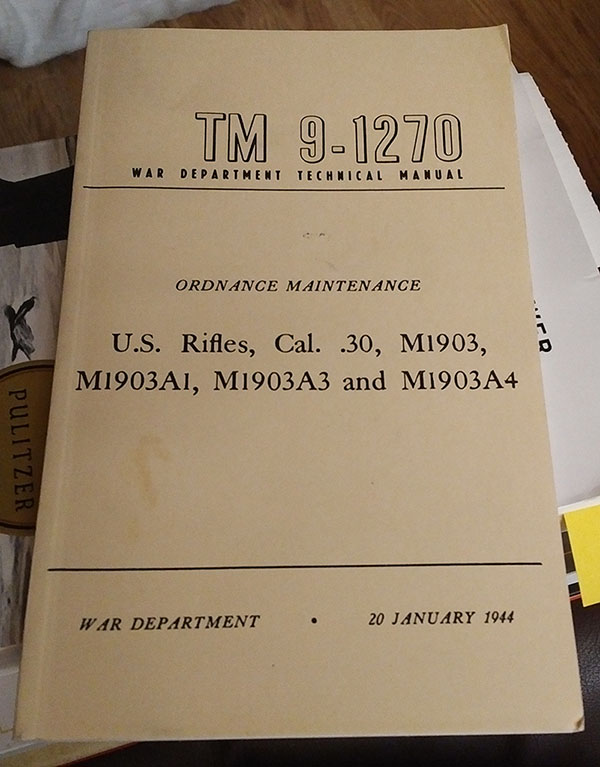 TM 9-1270
WAR DEPARTMENT TECHNICAL MANUAL
ORDNANCE MAINTENANCE
U.S. Rifles, Cal. .30, M1903,
M1903A1, M1903A3 and M1903A4
WAR DEPARTMENT • 20 JANUARY 1944
PULITZER